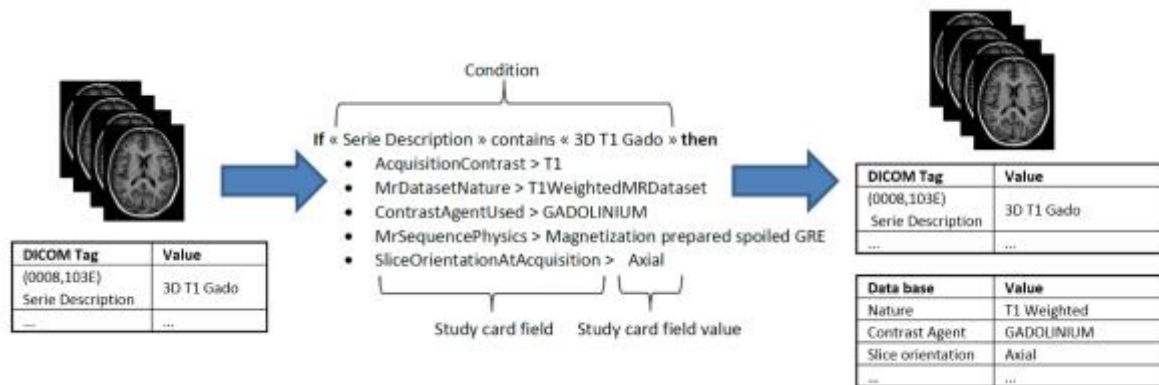 Condition
If « Serie Description » contains « 3D T1 Gado » then
• AcquisitionContrast > T1
• MrDatasetNature > T1WeightedMRDataset
• ContrastAgentUsed > GADOLINIUM
• MrSequencePhysics > Magnetization prepared spoiled GRE
• SliceOrientationAtAcquisition > Axial
Study card field Study card field value
DICOM Tag Value
(0008,103E)
Serie Description 3D T1 Gado
... ...
DICOM Tag Value
(0008,103E)
Serie Description 3D T1 Gado
... ...
Data base Value
Nature T1 Weighted
Contrast Agent GADOLINIUM
Slice orientation Axial
... ...